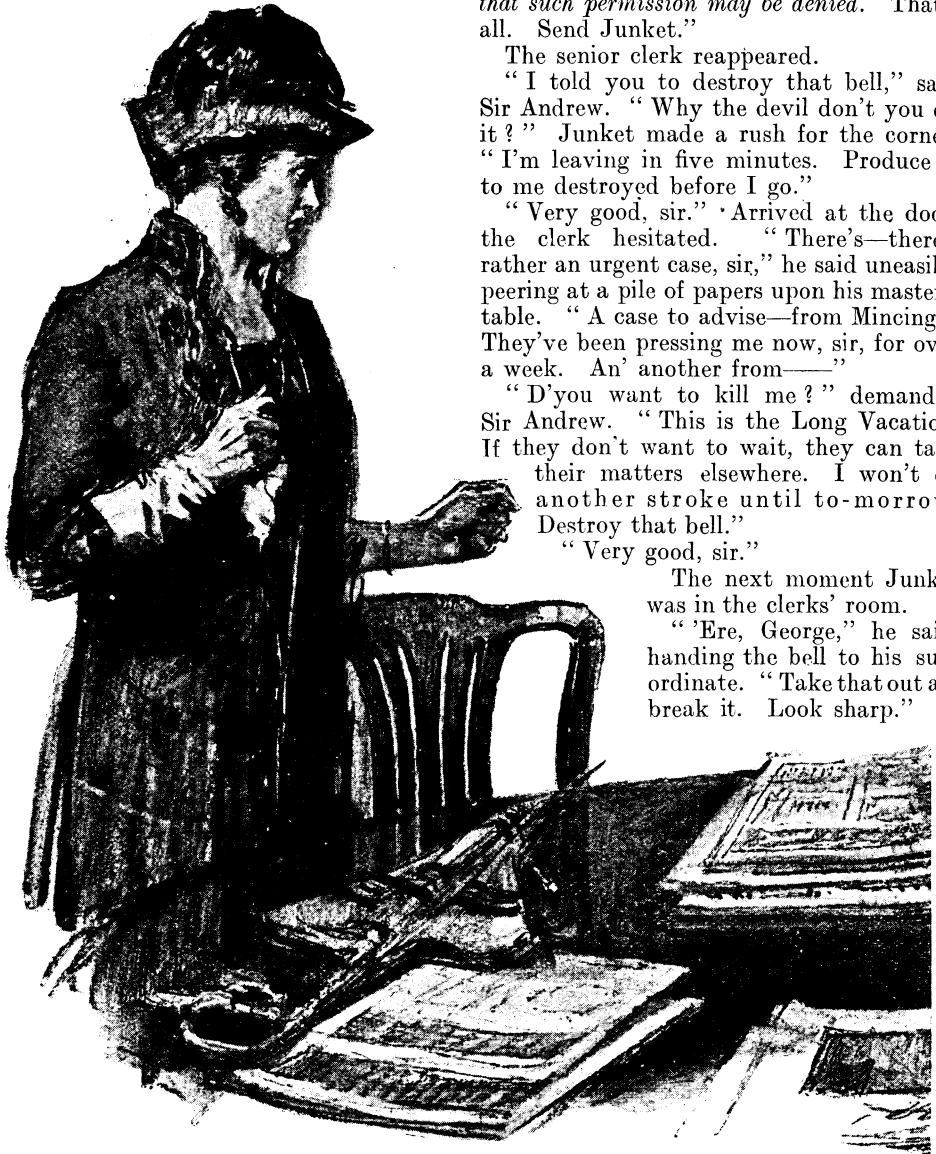 that such permission may be denied. That
all. Send Junket.”
The senior clerk reappeared.
“ I told you to destroy that bell,” sa
Sir Andrew. “ Why the devil don’t you
it ? ” Junket made a rush for the corne
“ I’m leaving in five minutes. Produce
to me destroyed before I go.”
“ Very good, sir.” Arrived at the doo
the clerk hesitated. “ There’s—there
rather an urgent case, sir,” he said uneasil
peering at a pile of papers upon his master
table. “ A case to advise—from Mincing
They’ve been pressing me now, sir, for ov
a week. An’ another from——”
“ D’you want to kill me ? ” demand
Sir Andrew. “ This is the Long Vacatio
If they don’t want to wait, they can ta
their matters elsewhere. I won’t
another stroke until to-morrow
Destroy that bell.”
“ Very good, sir.”
The next moment Junk
was in the clerks’ room.
“ ’Ere, George,” he sai
handing the bell to his su
ordinate. “ Take that out a
break it. Look sharp.”